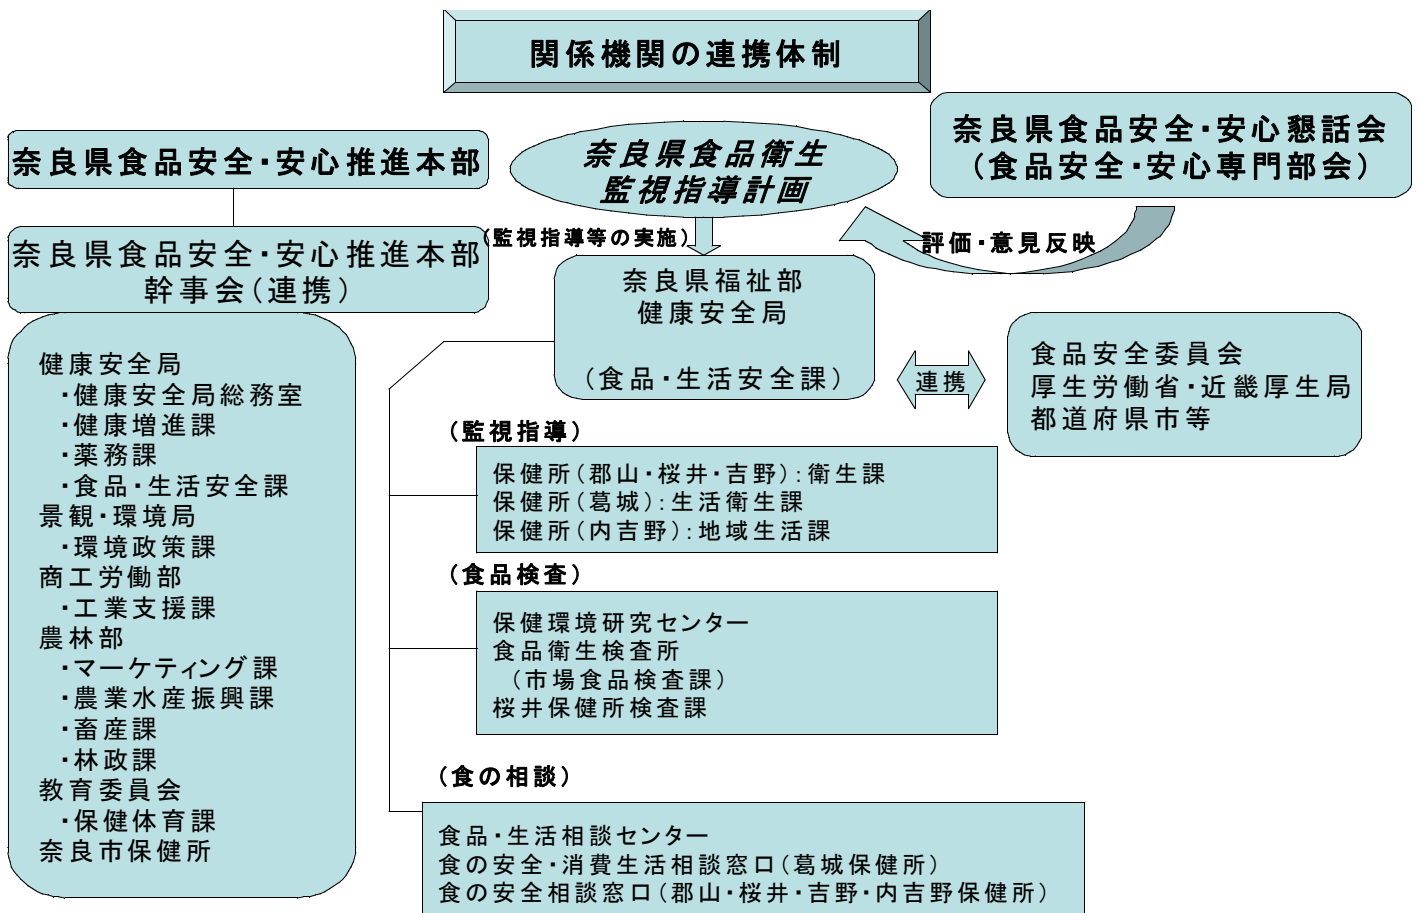 関係機関の連携体制
奈良県食品安全・安心推進本部
奈良県食品安全・安心推進本部
幹事会（連携）
健康安全局
・健康安全局総務室
・健康増進課
・薬務課
・食品・生活安全課
景観・環境局
・環境政策課
商工労働部
・工業支援課
農林部
・マーケティング課
・農業水産振興課
・畜産課
・林政課
教育委員会
・保健体育課
奈良市保健所
奈良県食品衛生
監視指導計画
（監視指導等の実施）
奈良県福祉部
健康安全局
（食品・生活安全課）
奈良県食品安全・安心懇話会
（食品安全・安心専門部会）
評価・意見反映
連携
食品安全委員会
厚生労働省・近畿厚生局
都道府県市等
（監視指導）
保健所（郡山・桜井・吉野）：衛生課
保健所（葛城）：生活衛生課
保健所（内吉野）：地域生活課
（食品検査）
保健環境研究センター
食品衛生検査所
（市場食品検査課）
桜井保健所検査課
（食の相談）
食品・生活相談センター
食の安全・消費生活相談窓口（葛城保健所）
食の安全相談窓口（郡山・桜井・吉野・内吉野保健所）